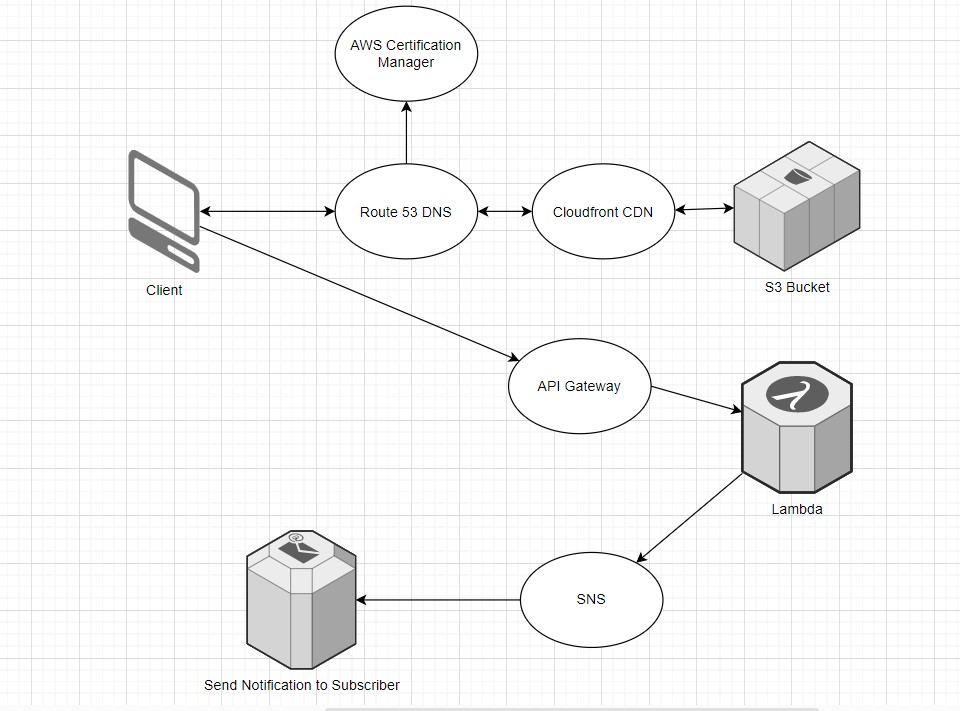 AWS Certification
Manager
Route 53 DNS
Cloudfront CDN
Client
S3 Bucket
API Gateway
Lambda
SNS
Send Notification to Subscriber